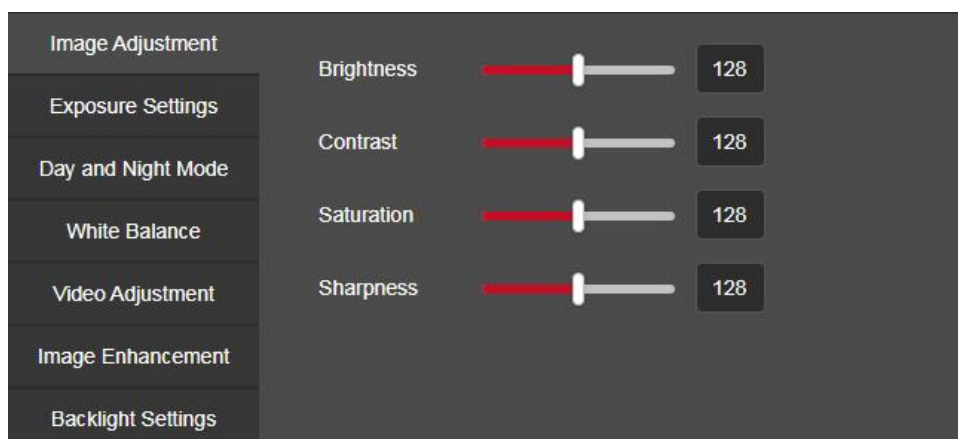 Image Adjustment
Exposure Settings
Day and Night Mode
White Balance
Video Adjustment
Image Enhancement
Backlight Settings
Brightness 128
Contrast 128
Saturation 128
Sharpness 128